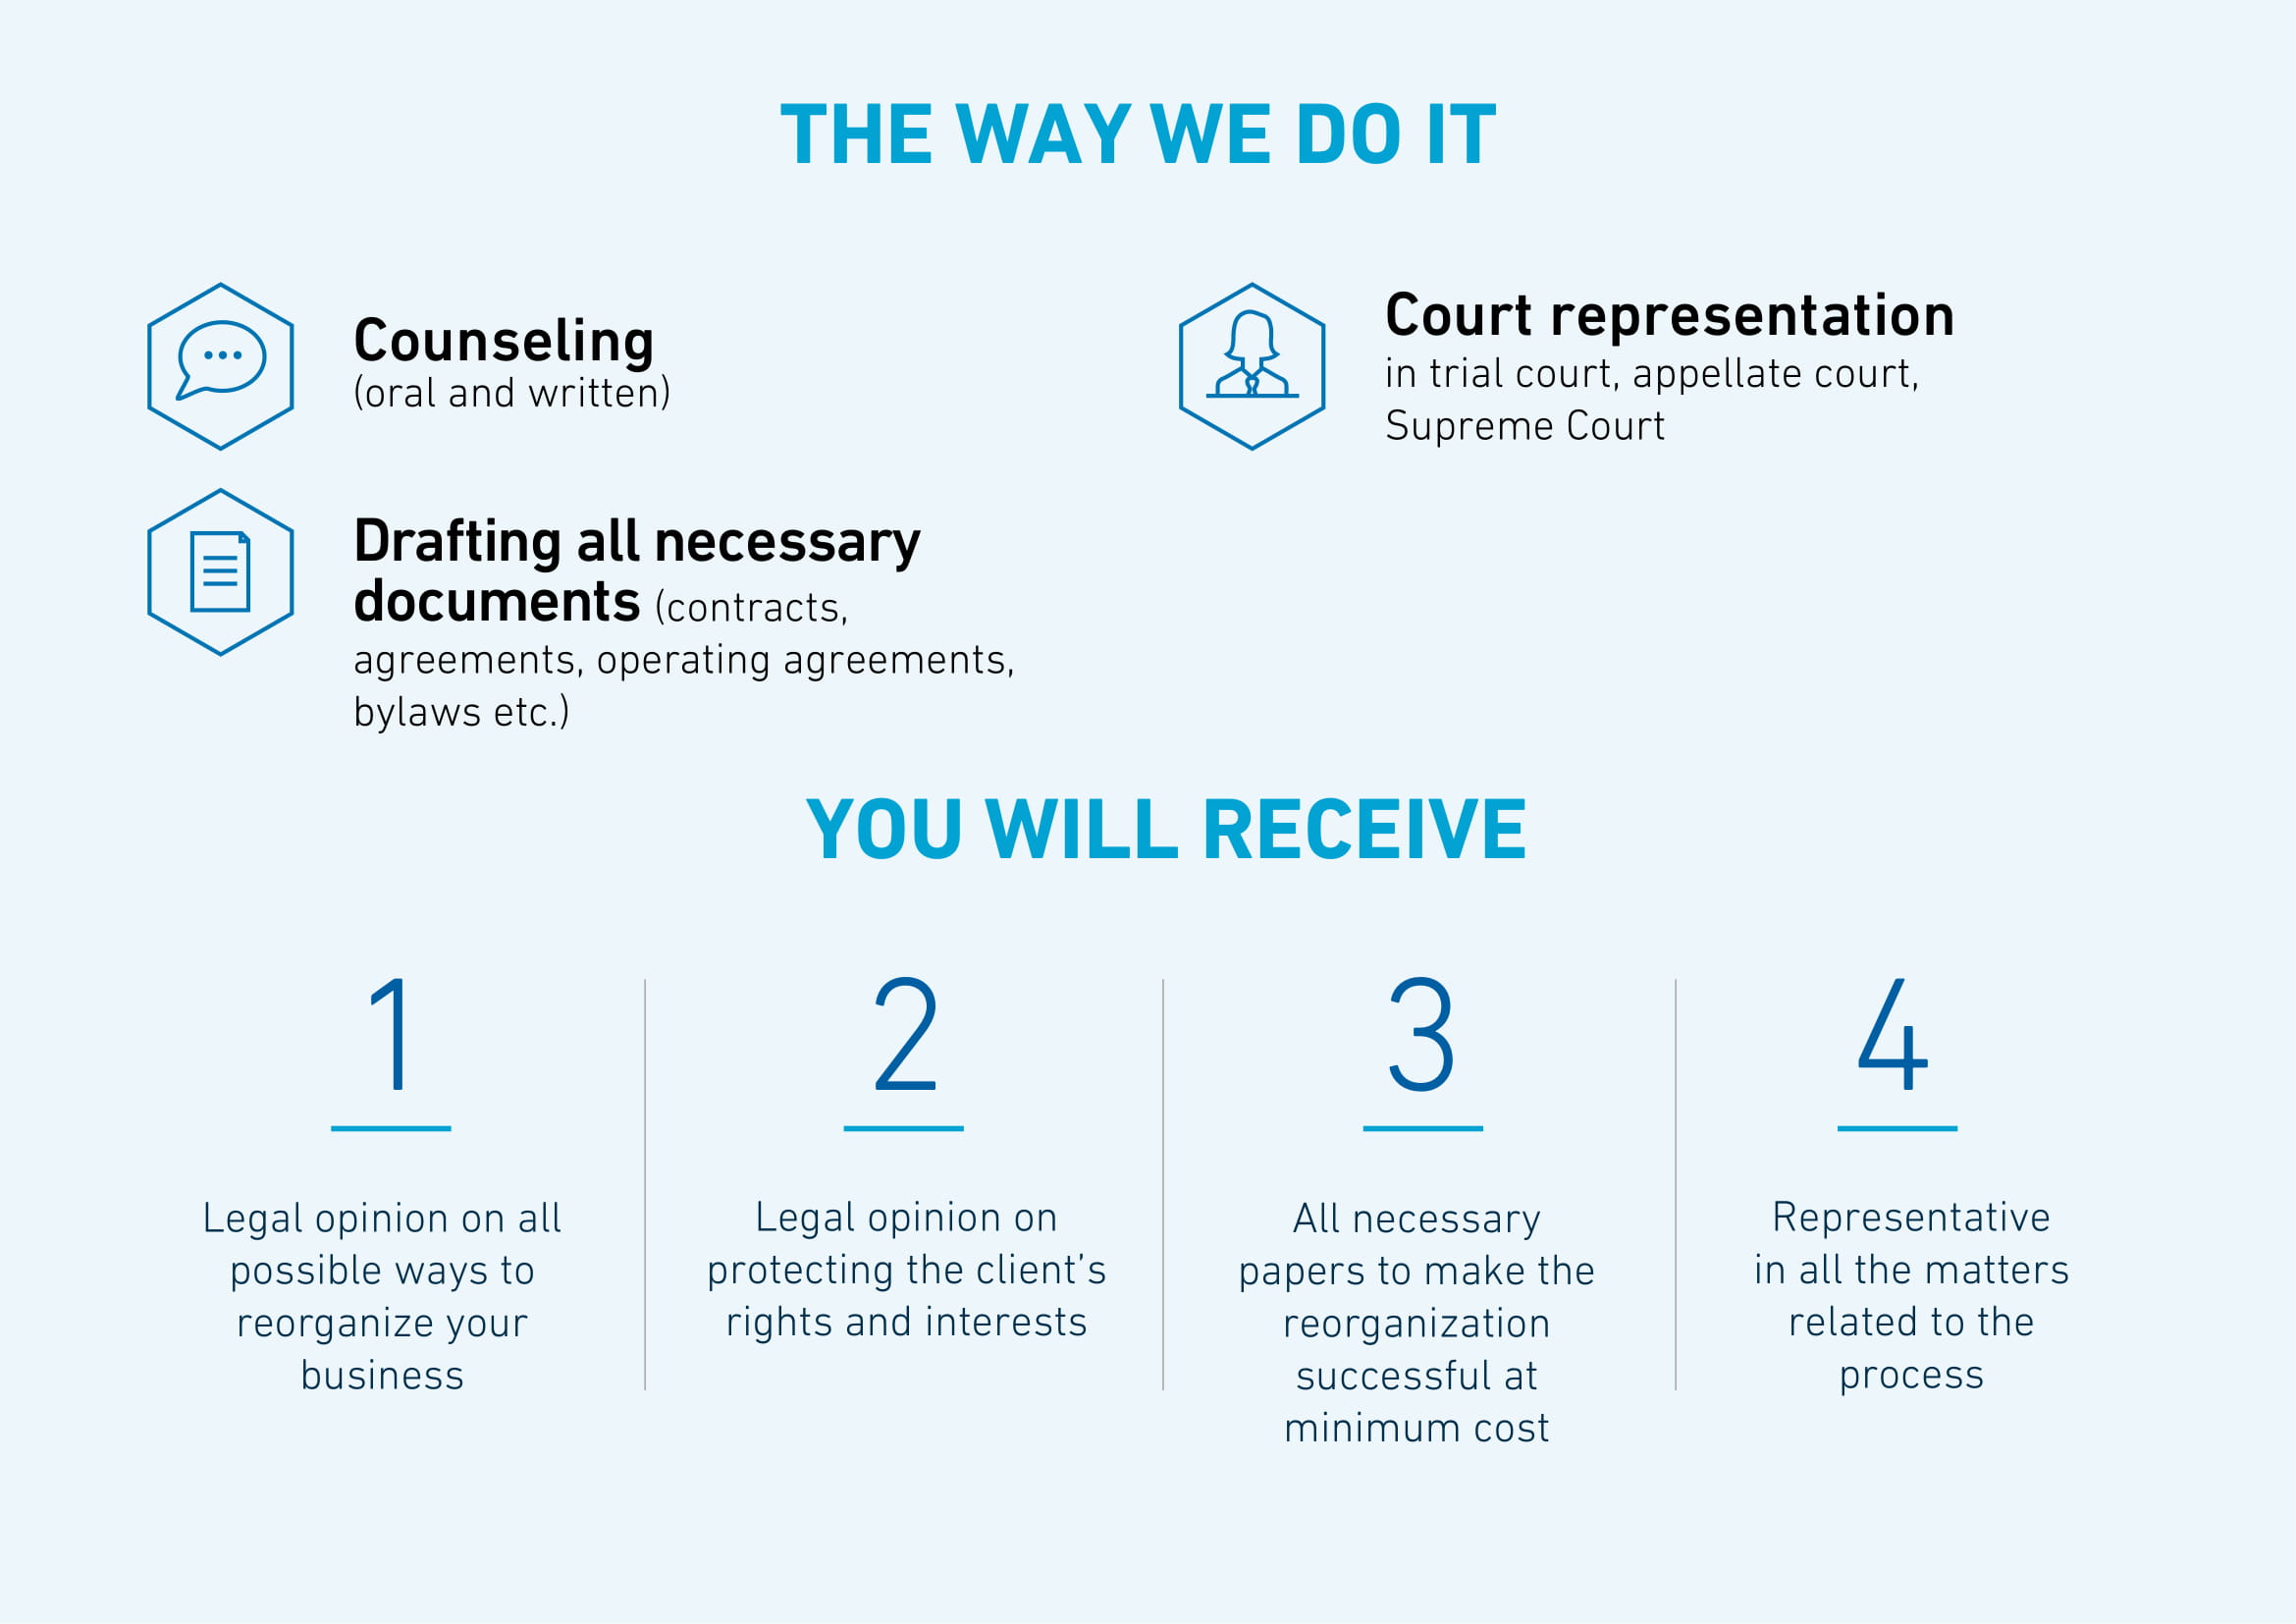 THE WAY WE DO IT
Counseling
(oral and written)
Court representation
in trial court, appellate court,
Supreme Court
Drafting all necessary
documents (contracts,
agreements, operating agreements,
bylaws etc.)
YOU WILL RECEIVE
1
Legal opinion on all
possible ways to
reorganize your
business
2
Legal opinion on
protecting the client’s
rights and interests
3
All necessary
papers to make the
reorganization
successful at
minimum cost
4
Representative
in all the matters
related to the
process